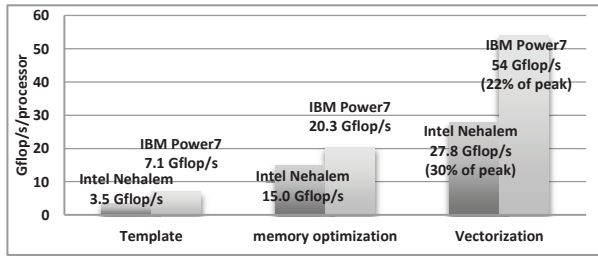 60
50
40
30
20
10
0
Gflop/s/processor
IBM Power7
7.1 Gflop/s
Intel Nehalem
3.5 Gflop/s
IBM Power7
20.3 Gflop/s
Intel Nehalem
15.0 Gflop/s
IBM Power7
54 Gflop/s
(22% of peak)
Intel Nehalem
27.8 Gflop/s
(30% of peak)
Template
memory optimization
Vectorization